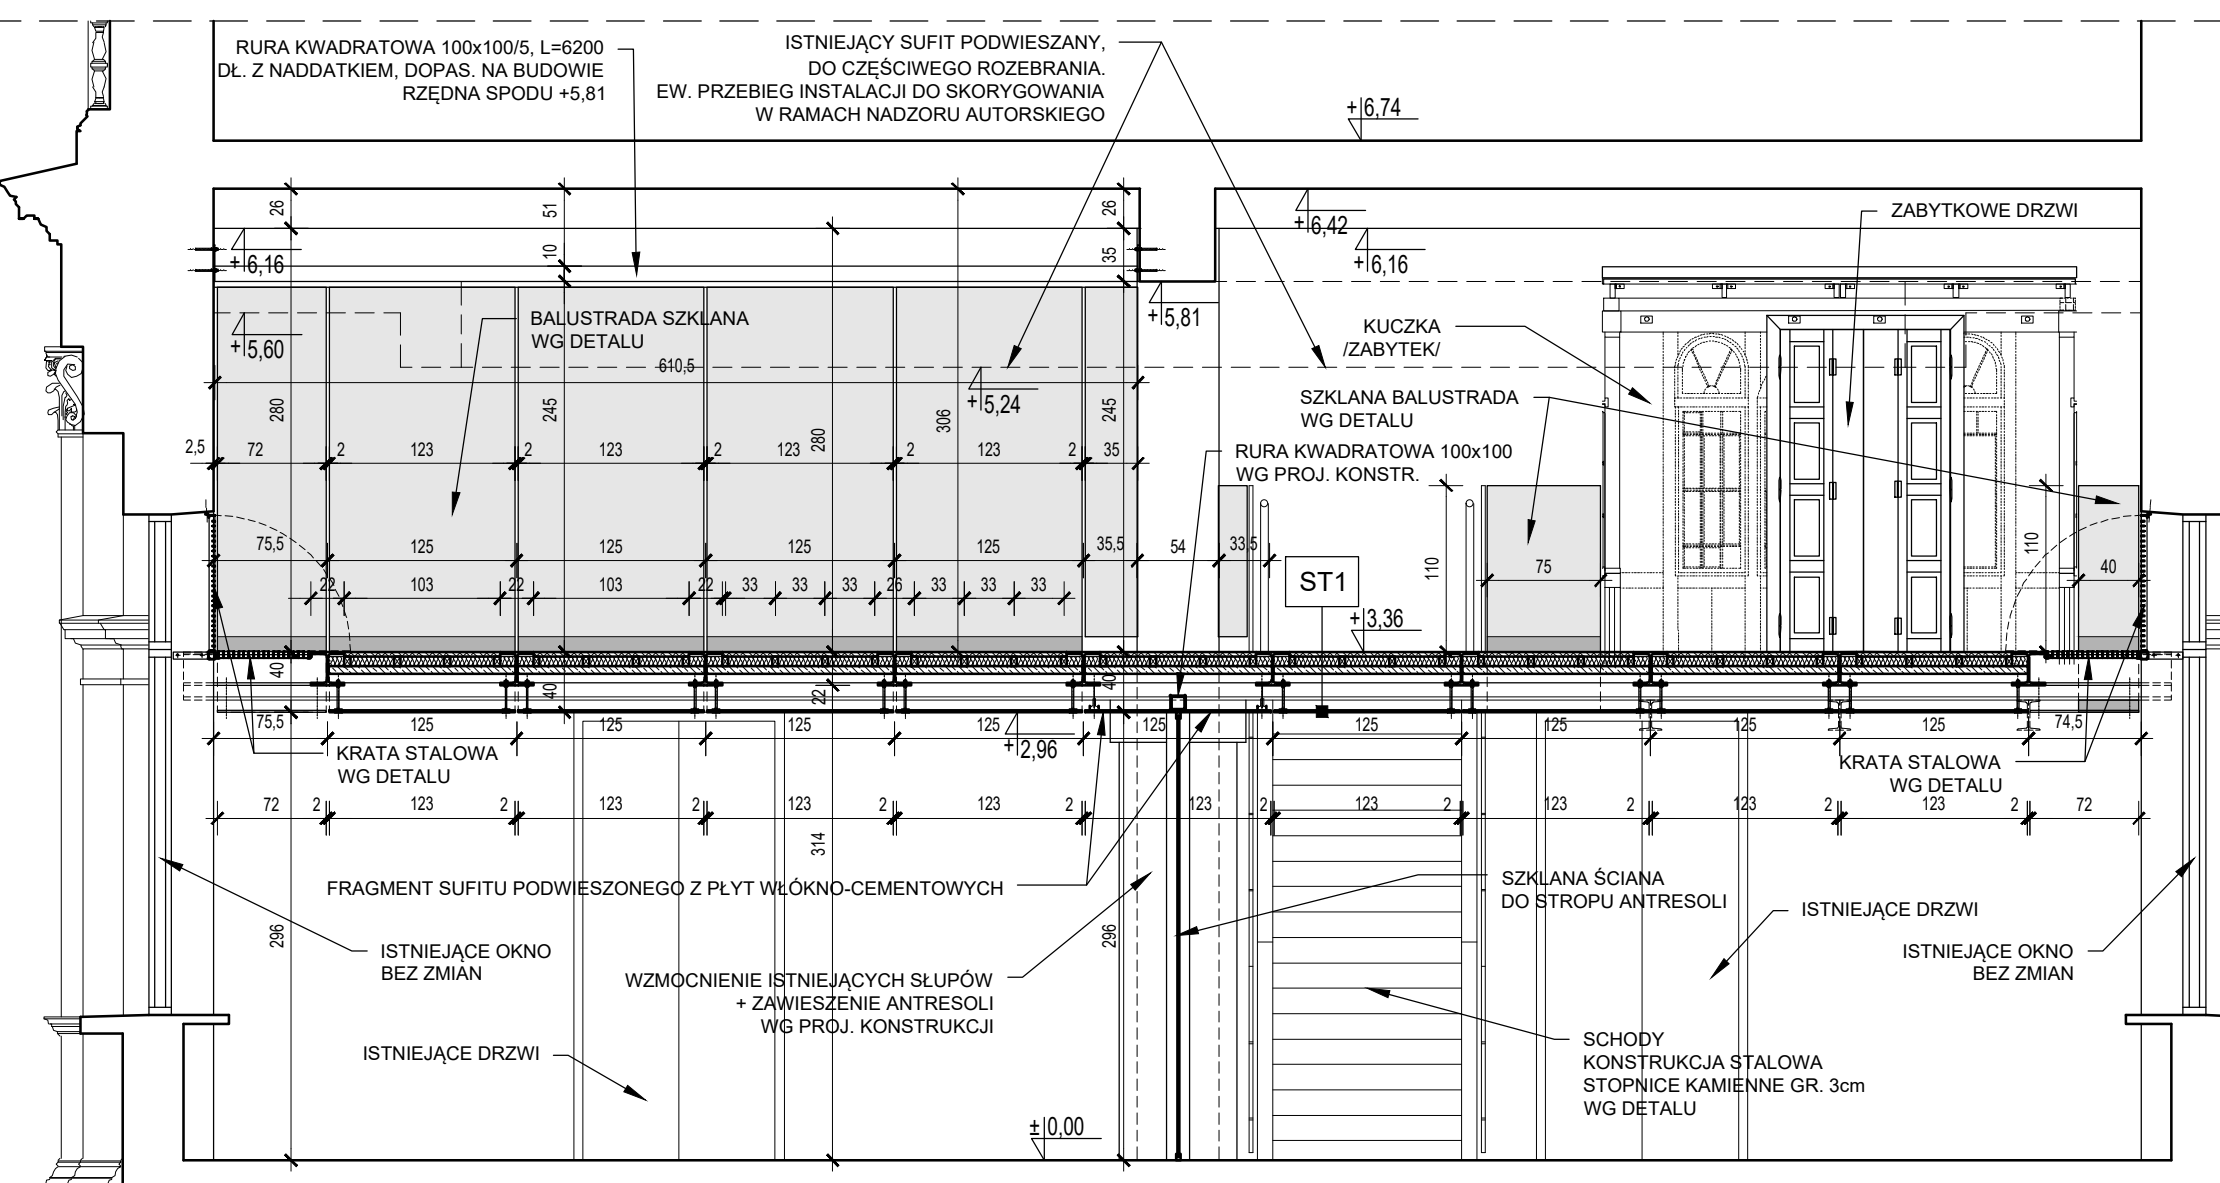 RURA KWADRATOWA 100x100/5, L=6200
DŁ. Z NADDATKIEM, DOPAS. NA BUDOWIE
RZĘDNA SPODU +5,81
ISTNIEJĄCY SUFIT PODWIESZANY,
DO CZĘŚCIWEGO ROZEBRANIA.
EW. PRZEBIEG INSTALACJI DO SKORYGOWANIA
W RAMACH NADZORU AUTORSKIEGO
+6,74
26
51
26
+6,42
ZABYTKOWE DRZWI
+6,16
10
35
+6,16
BALUSTRADA SZKLANA
WG DETALU
+5,81
KUCZKA
/ZABYTEK/
+5,60
610,5
+5,24
SZKLANA BALUSTRADA
WG DETALU
280
245
280
306
245
2,5 72 2 123 2 123 2 123 2 123 2 35
RURA KWADRATOWA 100x100
WG PROJ. KONSTR.
75,5 125 125 125 125 35,5 54 33,5
110
75
110
40
ST1
22 103 22 103 22 33 33 33 26 33 33 33
+3,36
40
40
22
40
75,5 125 125 125 125 125 125 125 125 125 74,5
+2,96
KRATA STALOWA
WG DETALU
KRATA STALOWA
WG DETALU
72 2 123 2 123 2 123 2 123 2 123 2 123 2 123 2 123 2 123 2 72
314
FRAGMENT SUFITU PODWIESZONEGO Z PŁYT WŁÓKNO-CEMENTOWYCH
SZKLANA ŚCIANA
DO STROPU ANTRESOLI
ISTNIEJĄCE DRZWI
296
296
ISTNIEJĄCE OKNO
BEZ ZMIAN
ISTNIEJĄCE OKNO
BEZ ZMIAN
WZMOCNIENIE ISTNIEJĄCYCH SŁUPÓW
+ ZAWIESZENIE ANTRESOLI
WG PROJ. KONSTRUKCJI
ISTNIEJĄCE DRZWI
SCHODY
KONSTRUKCJA STALOWA
STOPNICE KAMIENNE GR. 3cm
WG DETALU
±0,00